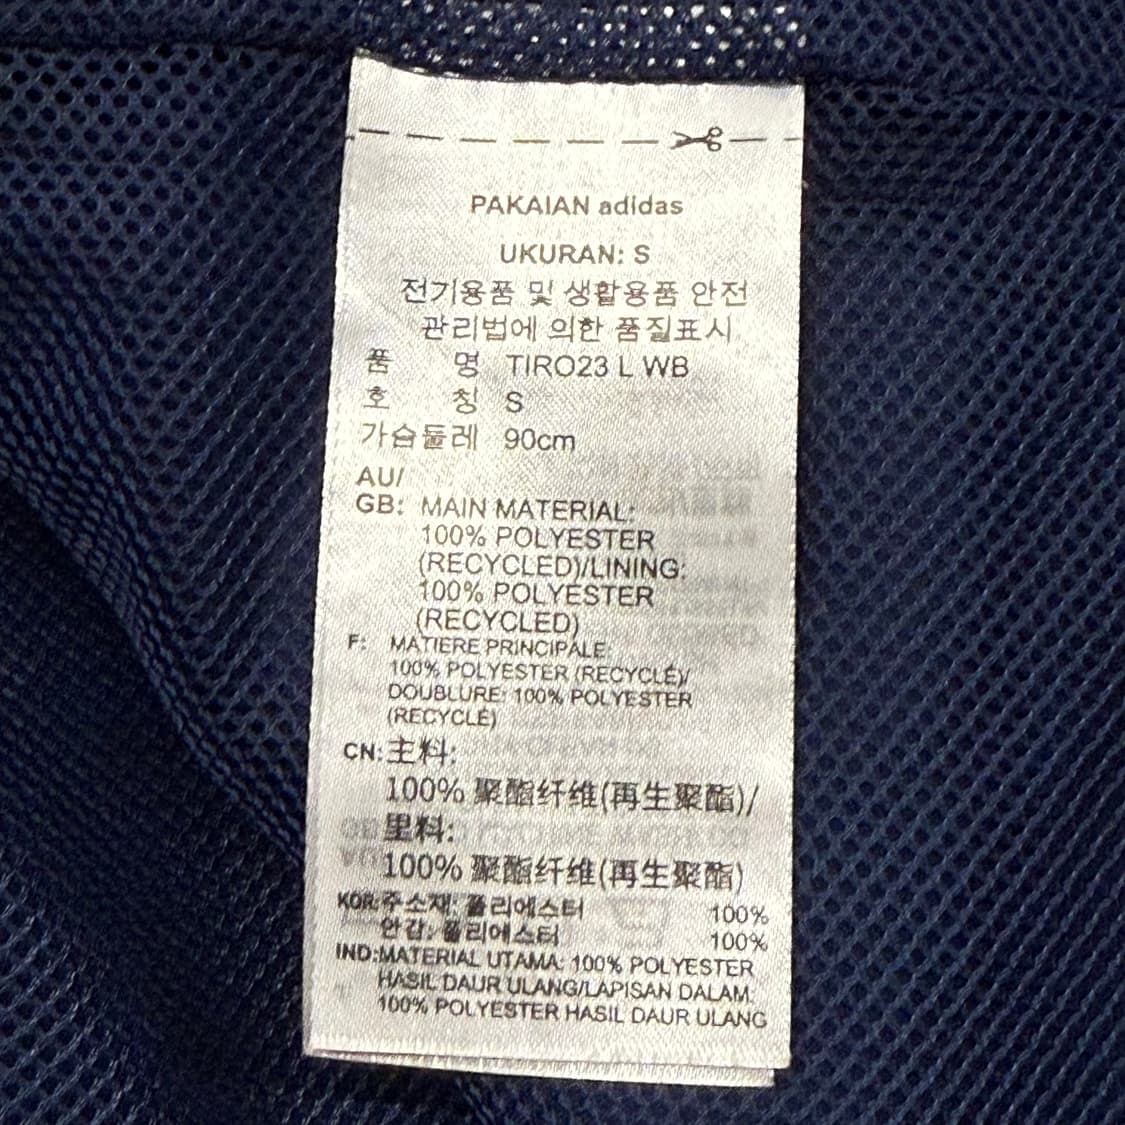 PAKAIAN adidas
UKURAN: S
전기용품 및 생활용품 안전
관리법에 의한 품질표시
품 명 TIRO23 L WB
호 칭 S
가슴둘레 90cm
AU/
GB: MAIN MATERIAL:
100% POLYESTER
(RECYCLED)/LINING:
100% POLYESTER
(RECYCLED)
F: MATIERE PRINCIPALE:
100% POLYESTER (RECYCLÉ)/
DOUBLURE: 100% POLYESTER
(RECYCLÉ)
CN: 主料:
100% 聚酯纤维(再生聚酯)/
里料:
100% 聚酯纤维(再生聚酯)
KOR: 주소재: 폴리에스터 100%
안감: 폴리에스터 100%
IND: MATERIAL UTAMA: 100% POLYESTER
HASIL DAUR ULANG/LAPISAN DALAM:
100% POLYESTER HASIL DAUR ULANG